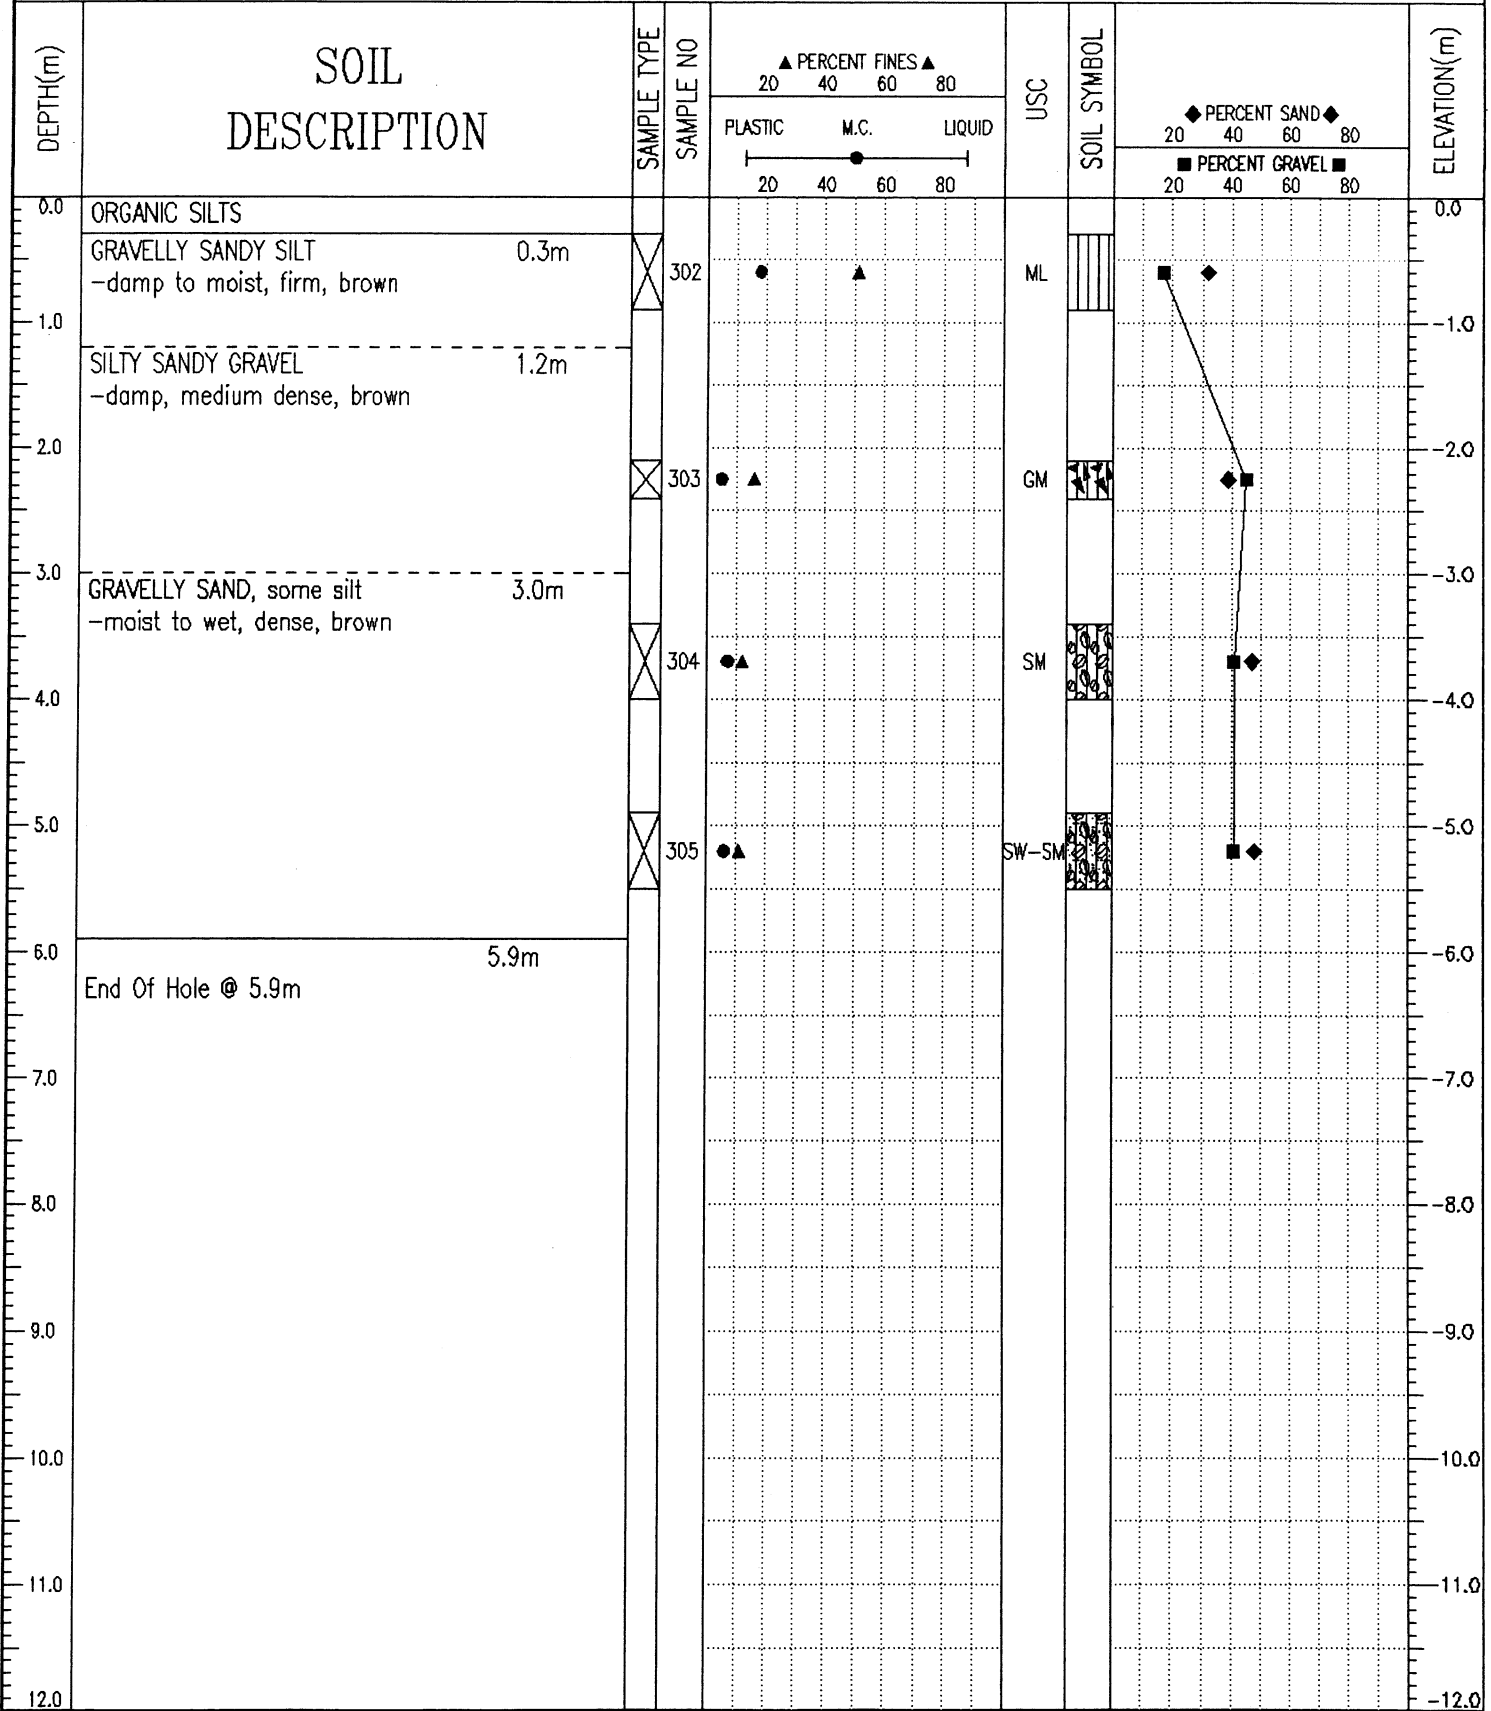 DEPTH(m)
SOIL
DESCRIPTION
SAMPLE TYPE
SAMPLE NO
▲ PERCENT FINES ▲
20 40 60 80
PLASTIC M.C. LIQUID
20 40 60 80
USC
SOIL SYMBOL
◆ PERCENT SAND ◆
20 40 60 80
■ PERCENT GRAVEL ■
20 40 60 80
ELEVATION(m)
0.0 ORGANIC SILTS 0.0
GRAVELLY SANDY SILT 0.3m
302 ML
-damp to moist, firm, brown
1.0 -1.0
SILTY SANDY GRAVEL 1.2m
-damp, medium dense, brown
2.0 -2.0
303 GM
3.0 -3.0
GRAVELLY SAND, some silt 3.0m
-moist to wet, dense, brown
304 SM
4.0 -4.0
5.0 -5.0
305 SW-SM
6.0 5.9m -6.0
End Of Hole @ 5.9m
7.0 -7.0
8.0 -8.0
9.0 -9.0
10.0 -10.0
11.0 -11.0
12.0 -12.0